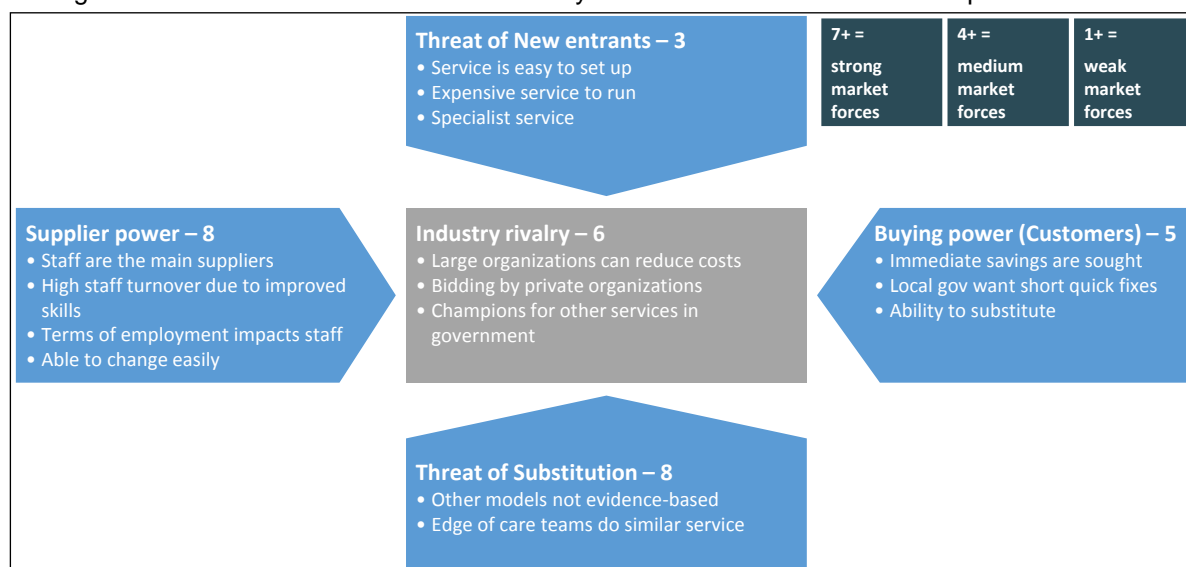 Threat of New entrants – 3
• Service is easy to set up
• Expensive service to run
• Specialist service
7+ =
strong
market
forces
4+ =
medium
market
forces
1+ =
weak
market
forces
Supplier power – 8
• Staff are the main suppliers
• High staff turnover due to improved
skills
• Terms of employment impacts staff
• Able to change easily
Industry rivalry – 6
• Large organizations can reduce costs
• Bidding by private organizations
• Champions for other services in
government
Buying power (Customers) – 5
• Immediate savings are sought
• Local gov want short quick fixes
• Ability to substitute
Threat of Substitution – 8
• Other models not evidence-based
• Edge of care teams do similar service